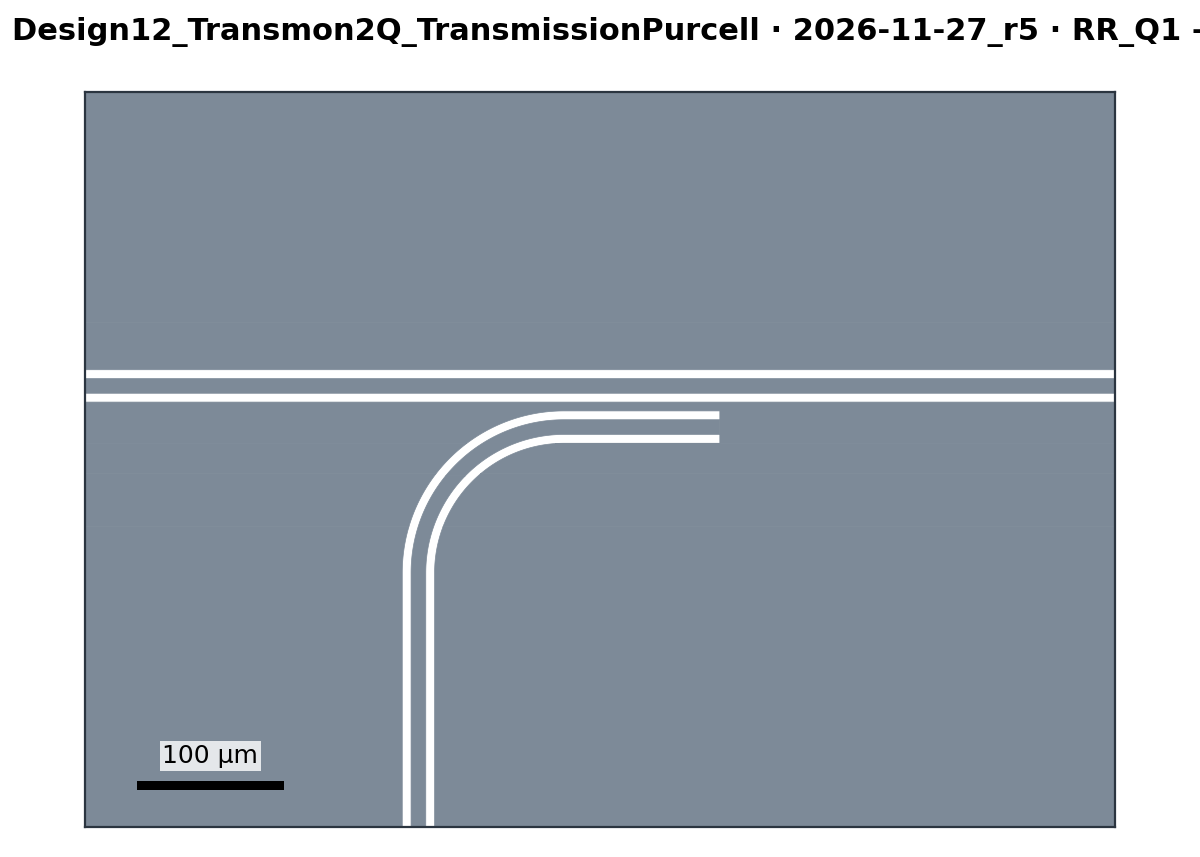 Design12_Transmon2Q_TransmissionPurcell · 2026-11-27_r5 · RR_Q1 -
100 µm